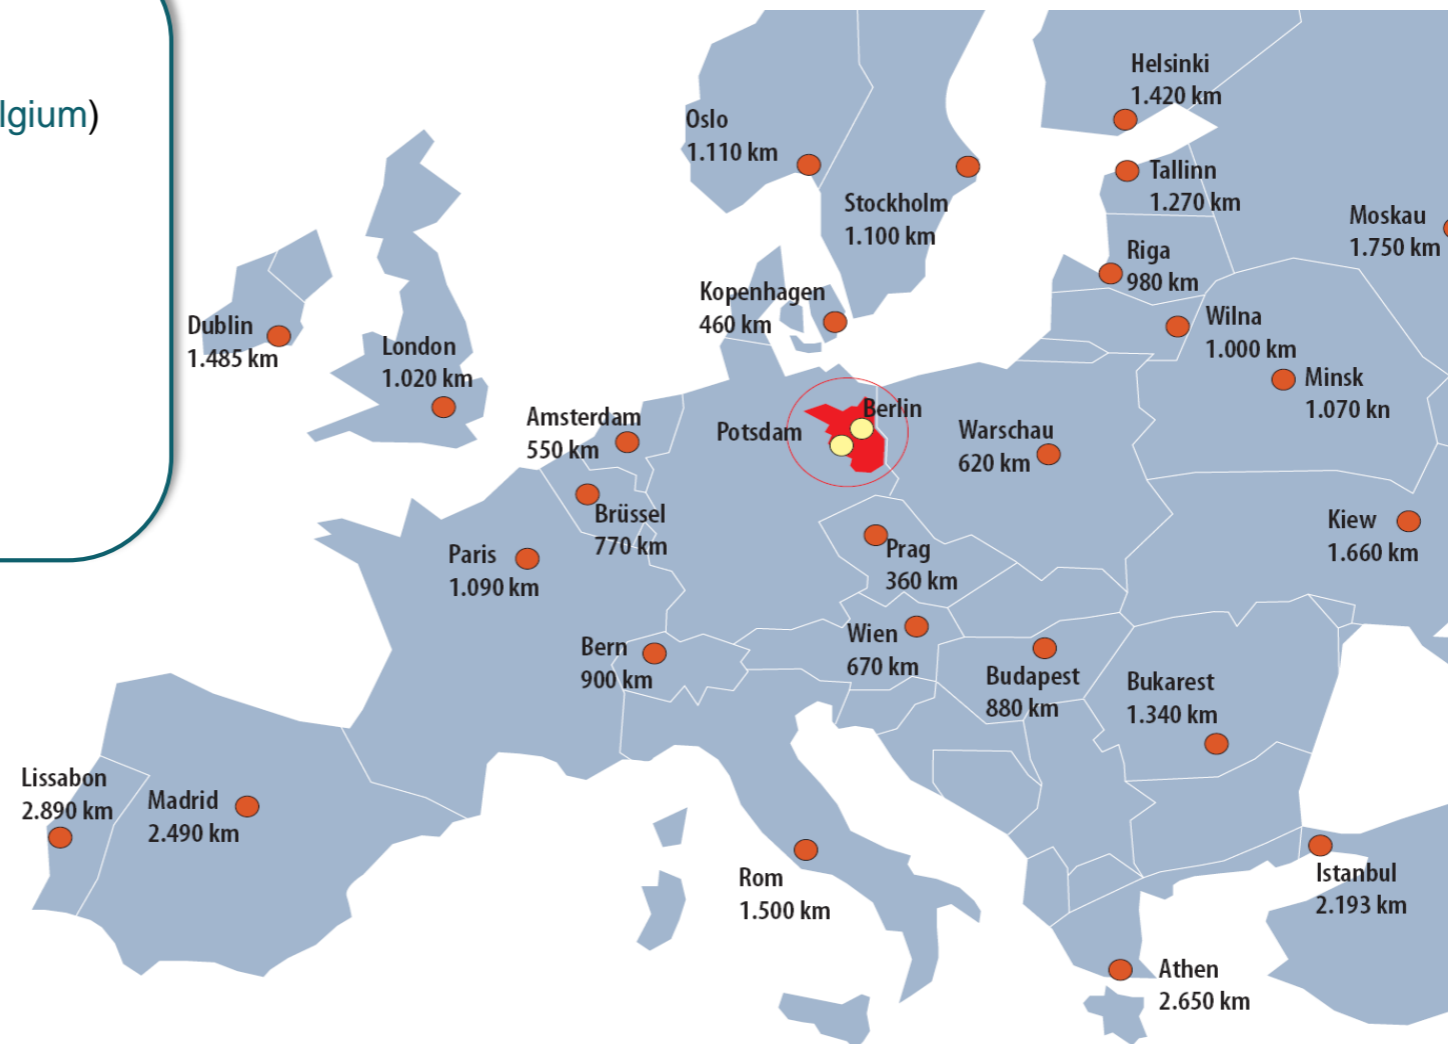 lgium)
Helsinki
1.420 km
Oslo
1.110 km
Tallinn
1.270 km
Stockholm
1.100 km
Moskau
1.750 km
Riga
980 km
Kopenhagen
460 km
Wilna
1.000 km
Dublin
1.485 km
London
1.020 km
Minsk
1.070 kn
Amsterdam
550 km
Berlin
Potsdam
Warschau
620 km
Brüssel
770 km
Kiew
1.660 km
Paris
1.090 km
Prag
360 km
Wien
670 km
Bern
900 km
Budapest
880 km
Bukarest
1.340 km
Lissabon
2.890 km
Madrid
2.490 km
Rom
1.500 km
Istanbul
2.193 km
Athen
2.650 km